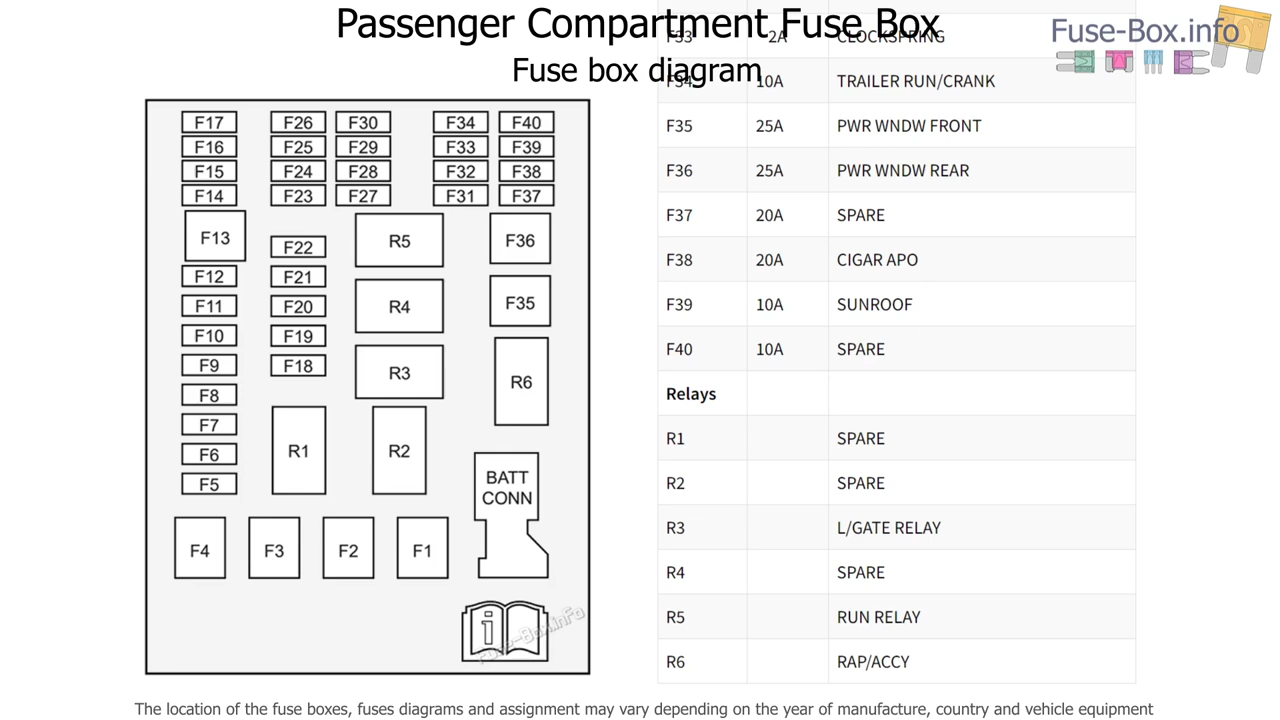 Passenger Compartment Fuse Box
Fuse box diagram
Fuse-Box.info
F17 F26 F30 F34 F40
F16 F25 F29 F33 F39
F15 F24 F28 F32 F38
F14 F23 F27 F31 F37
F13 F22 R5 F36
F12 F21
F11 F20 R4 F35
F10 F19
F9 F18 R3 R6
F8
F7
F6 R1 R2
F5
BATT
CONN
F4 F3 F2 F1
i
Fuse-Box.info
F33 2A CLOCKSPRING
F34 10A TRAILER RUN/CRANK
F35 25A PWR WNDW FRONT
F36 25A PWR WNDW REAR
F37 20A SPARE
F38 20A CIGAR APO
F39 10A SUNROOF
F40 10A SPARE
Relays
R1 SPARE
R2 SPARE
R3 L/GATE RELAY
R4 SPARE
R5 RUN RELAY
R6 RAP/ACCY
The location of the fuse boxes, fuses diagrams and assignment may vary depending on the year of manufacture, country and vehicle equipment